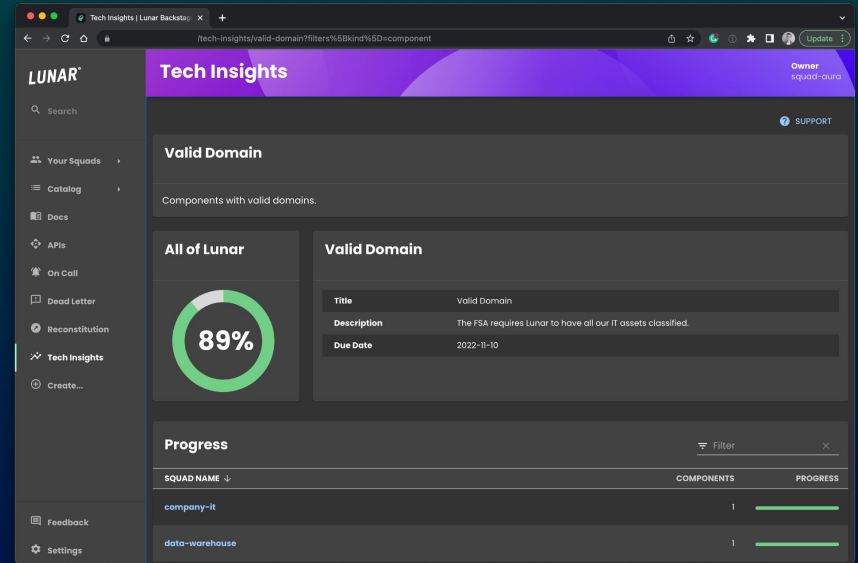 Tech Insights | Lunar Backstag
/tech-insights/valid-domain?filters%5Bkind%5D=component
Update
LUNAR°
Search
Your Squads
Catalog
Docs
APIs
On Call
Dead Letter
Reconstitution
Tech Insights
Create...
Feedback
Settings
Tech Insights
Owner
squad-aura
SUPPORT
Valid Domain
Components with valid domains.
All of Lunar
89%
Valid Domain
Title Valid Domain
Description The FSA requires Lunar to have all our IT assets classified.
Due Date 2022-11-10
Progress
Filter
SQUAD NAME ↓ COMPONENTS PROGRESS
company-it 1
data-warehouse 1